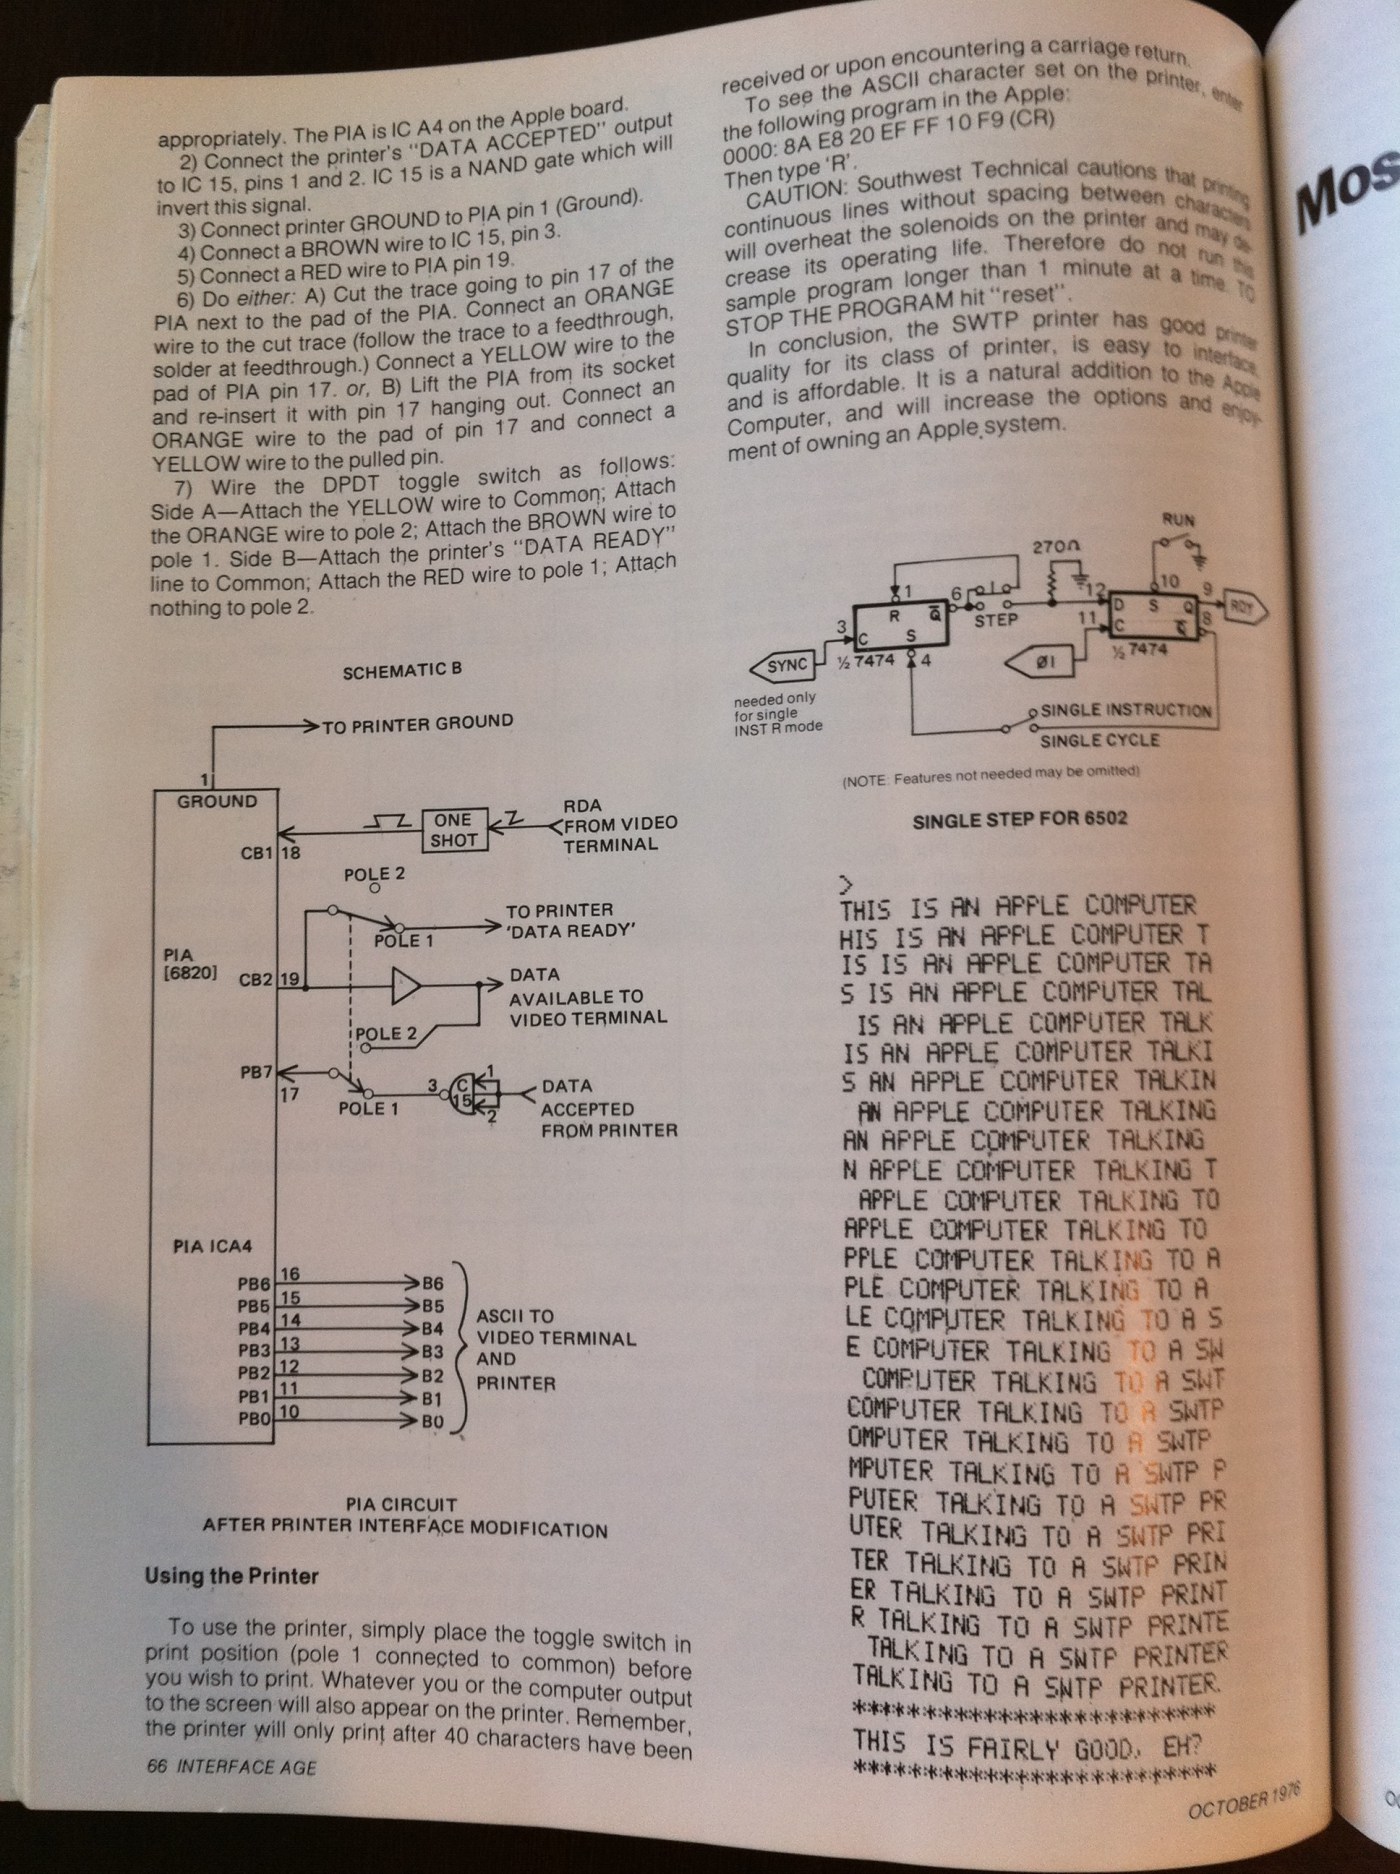 appropriately. The PIA is IC A4 on the Apple board.
2) Connect the printer's "DATA ACCEPTED" output
to IC 15, pins 1 and 2. IC 15 is a NAND gate which will
invert this signal.
3) Connect printer GROUND to PIA pin 1 (Ground).
4) Connect a BROWN wire to IC 15, pin 3.
5) Connect a RED wire to PIA pin 19.
6) Do either: A) Cut the trace going to pin 17 of the
PIA next to the pad of the PIA. Connect an ORANGE
wire to the cut trace (follow the trace to a feedthrough,
solder at feedthrough.) Connect a YELLOW wire to the
pad of PIA pin 17. or, B) Lift the PIA from its socket
and re-insert it with pin 17 hanging out. Connect an
ORANGE wire to the pad of pin 17 and connect a
YELLOW wire to the pulled pin.
7) Wire the DPDT toggle switch as follows:
Side A—Attach the YELLOW wire to Common; Attach
the ORANGE wire to pole 2; Attach the BROWN wire to
pole 1. Side B—Attach the printer's "DATA READY"
line to Common; Attach the RED wire to pole 1; Attach
nothing to pole 2.
SCHEMATIC B
TO PRINTER GROUND
1
GROUND
CB1 18
ONE
SHOT
RDA
FROM VIDEO
TERMINAL
POLE 2
POLE 1
TO PRINTER
'DATA READY'
PIA
[6820]
CB2 19
DATA
AVAILABLE TO
VIDEO TERMINAL
POLE 2
PB7
17
POLE 1
3
C
15
1
2
DATA
ACCEPTED
FROM PRINTER
PIA ICA4
PB6 16 B6
PB5 15 B5
PB4 14 B4
PB3 13 B3
PB2 12 B2
PB1 11 B1
PB0 10 B0
ASCII TO
VIDEO TERMINAL
AND
PRINTER
PIA CIRCUIT
AFTER PRINTER INTERFACE MODIFICATION
Using the Printer
To use the printer, simply place the toggle switch in
print position (pole 1 connected to common) before
you wish to print. Whatever you or the computer output
to the screen will also appear on the printer. Remember,
the printer will only print after 40 characters have been
66 INTERFACE AGE
received or upon encountering a carriage return.
To see the ASCII character set on the printer, enter
the following program in the Apple:
0000: 8A E8 20 EF FF 10 F9 (CR)
Then type 'R'.
CAUTION: Southwest Technical cautions that printing
continuous lines without spacing between characters
will overheat the solenoids on the printer and may de-
crease its operating life. Therefore do not run this
sample program longer than 1 minute at a time. TO
STOP THE PROGRAM hit "reset".
In conclusion, the SWTP printer has good printer
quality for its class of printer, is easy to interface,
and is affordable. It is a natural addition to the Apple
Computer, and will increase the options and enjoy-
ment of owning an Apple system.
RUN
270Ω
1
R
Q
6
STEP
12
D
S
10
Q
9
RDY
3
C
S
4
½ 7474
11
C
Q
8
½ 7474
SYNC
Ø1
needed only
for single
INST R mode
SINGLE INSTRUCTION
SINGLE CYCLE
(NOTE: Features not needed may be omitted)
SINGLE STEP FOR 6502
>
THIS IS AN APPLE COMPUTER
HIS IS AN APPLE COMPUTER T
IS IS AN APPLE COMPUTER TA
S IS AN APPLE COMPUTER TAL
IS AN APPLE COMPUTER TALK
IS AN APPLE COMPUTER TALKI
S AN APPLE COMPUTER TALKIN
AN APPLE COMPUTER TALKING
AN APPLE COMPUTER TALKING
N APPLE COMPUTER TALKING T
APPLE COMPUTER TALKING TO
APPLE COMPUTER TALKING TO
PPLE COMPUTER TALKING TO A
PLE COMPUTER TALKING TO A
LE COMPUTER TALKING TO A S
E COMPUTER TALKING TO A SW
COMPUTER TALKING TO A SWT
COMPUTER TALKING TO A SWTP
OMPUTER TALKING TO A SWTP
MPUTER TALKING TO A SWTP P
PUTER TALKING TO A SWTP PR
UTER TALKING TO A SWTP PRI
TER TALKING TO A SWTP PRIN
ER TALKING TO A SWTP PRINT
R TALKING TO A SWTP PRINTE
TALKING TO A SWTP PRINTER
TALKING TO A SWTP PRINTER.
**************************
THIS IS FAIRLY GOOD, EH?
**************************
OCTOBER 1976